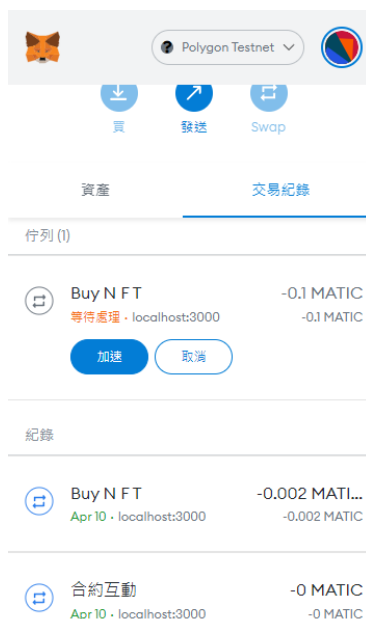 Polygon Testnet
買
發送
Swap
資產
交易紀錄
佇列 (1)
Buy N F T
-0.1 MATIC
等待處理 · localhost:3000
-0.1 MATIC
加速
取消
紀錄
Buy N F T
-0.002 MATI...
Apr 10 · localhost:3000
-0.002 MATIC
合約互動
-0 MATIC
Apr 10 · localhost:3000
-0 MATIC